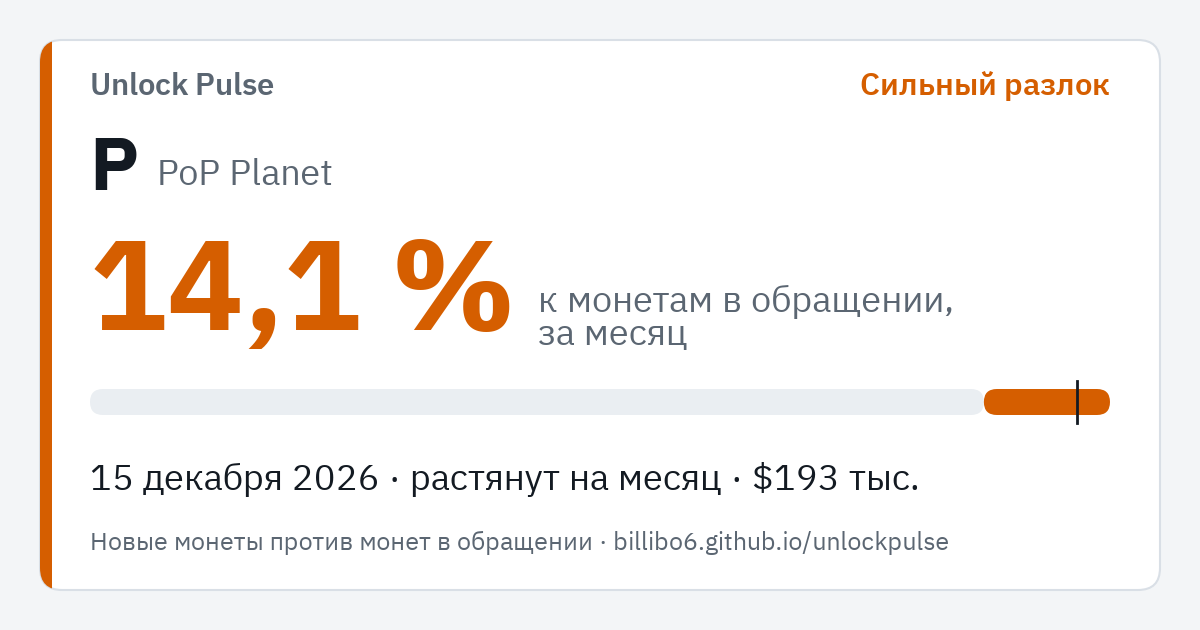 Unlock Pulse
Сильный разлок
P PoP Planet
14,1 % к монетам в обращении,
за месяц
15 декабря 2026 · растянут на месяц · $193 тыс.
Новые монеты против монет в обращении · billibo6.github.io/unlockpulse